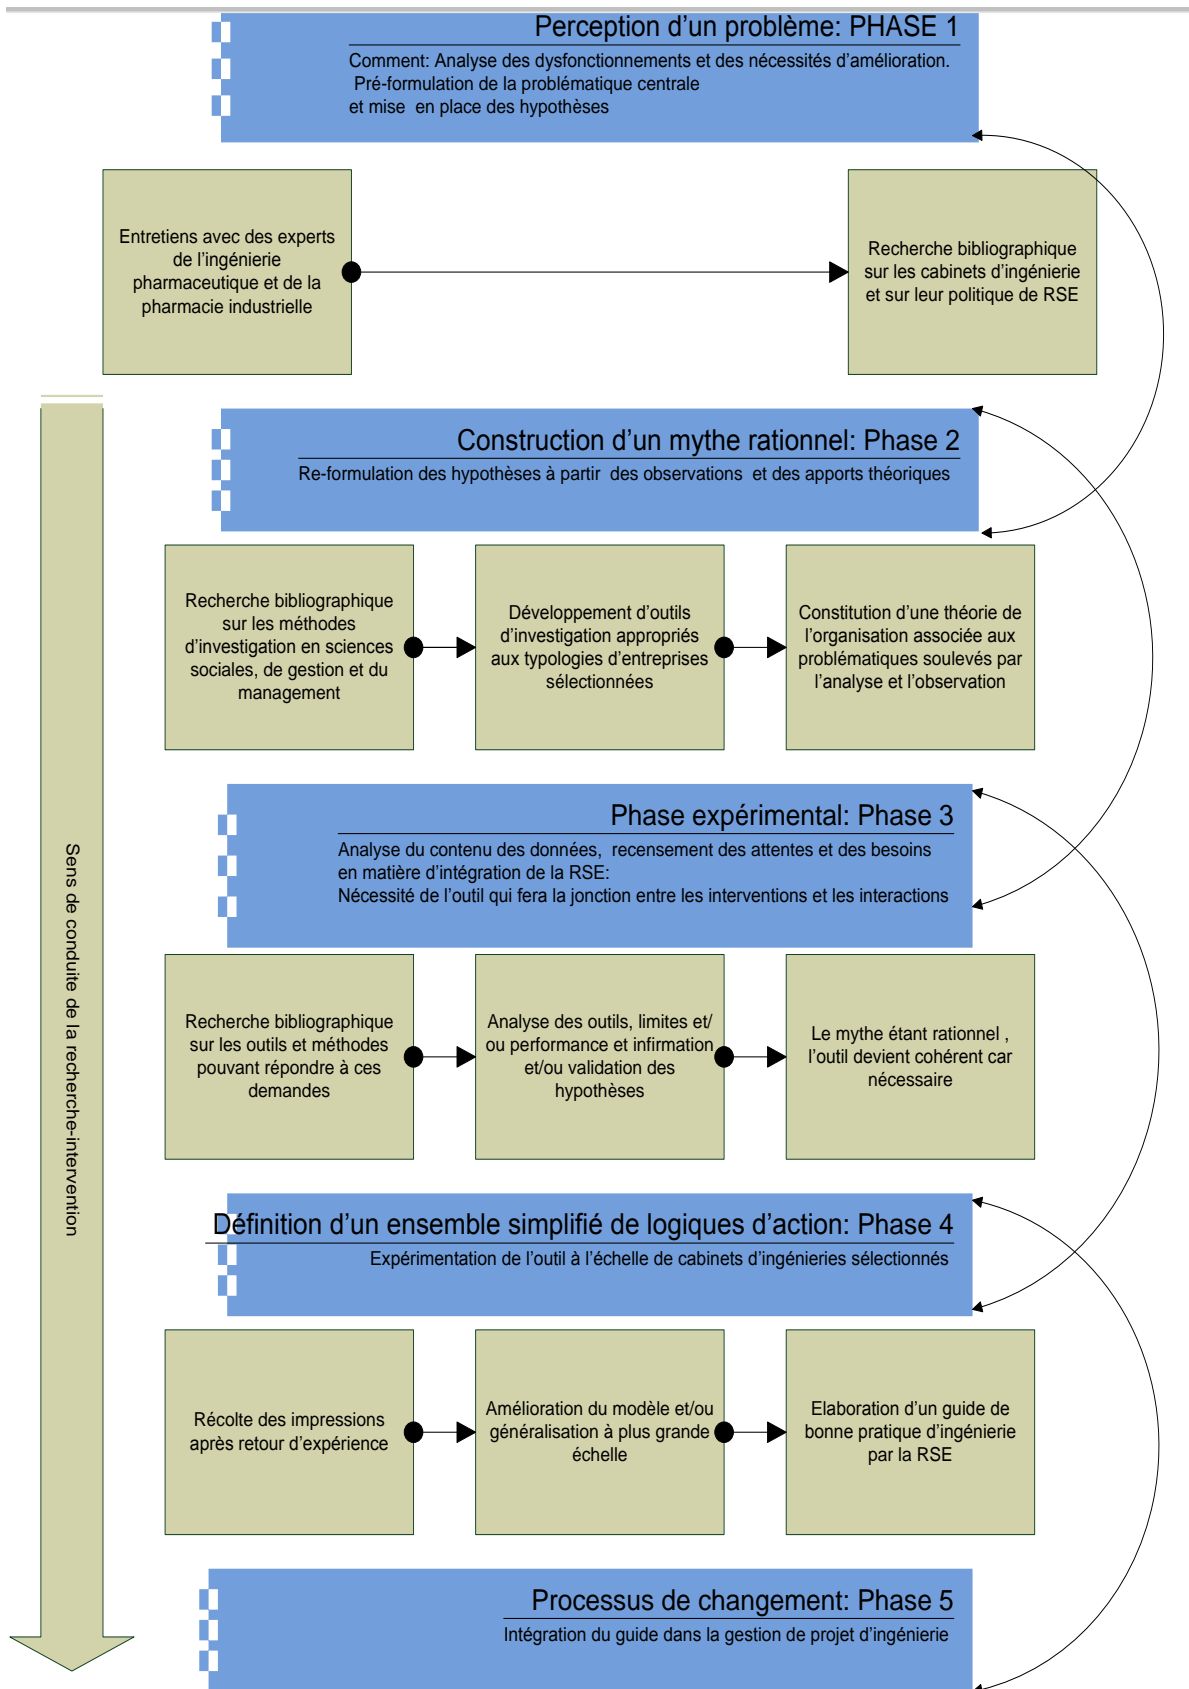 Perception d'un problème: PHASE 1
Comment: Analyse des dysfonctionnements et des nécessités d'amélioration.
Pré-formulation de la problématique centrale
et mise en place des hypothèses
Entretiens avec des experts
de l'ingénierie
pharmaceutique et de la
pharmacie industrielle
Recherche bibliographique
sur les cabinets d'ingénierie
et sur leur politique de RSE
Construction d'un mythe rationnel: Phase 2
Re-formulation des hypothèses à partir des observations et des apports théoriques
Recherche bibliographique
sur les méthodes
d'investigation en sciences
sociales, de gestion et du
management
Développement d'outils
d'investigation appropriés
aux typologies d'entreprises
sélectionnées
Constitution d'une théorie de
l'organisation associée aux
problématiques soulevés par
l'analyse et l'observation
Phase expérimental: Phase 3
Analyse du contenu des données, recensement des attentes et des besoins
en matière d'intégration de la RSE:
Nécessité de l'outil qui fera la jonction entre les interventions et les interactions
Recherche bibliographique
sur les outils et méthodes
pouvant répondre à ces
demandes
Analyse des outils, limites et/
ou performance et infirmation
et/ou validation des
hypothèses
Le mythe étant rationnel ,
l'outil devient cohérent car
nécessaire
Définition d'un ensemble simplifié de logiques d'action: Phase 4
Expérimentation de l'outil à l'échelle de cabinets d'ingénieries sélectionnés
Récolte des impressions
après retour d'expérience
Amélioration du modèle et/ou
généralisation à plus grande
échelle
Elaboration d'un guide de
bonne pratique d'ingénierie
par la RSE
Processus de changement: Phase 5
Intégration du guide dans la gestion de projet d'ingénierie
Sens de conduite de la recherche-intervention